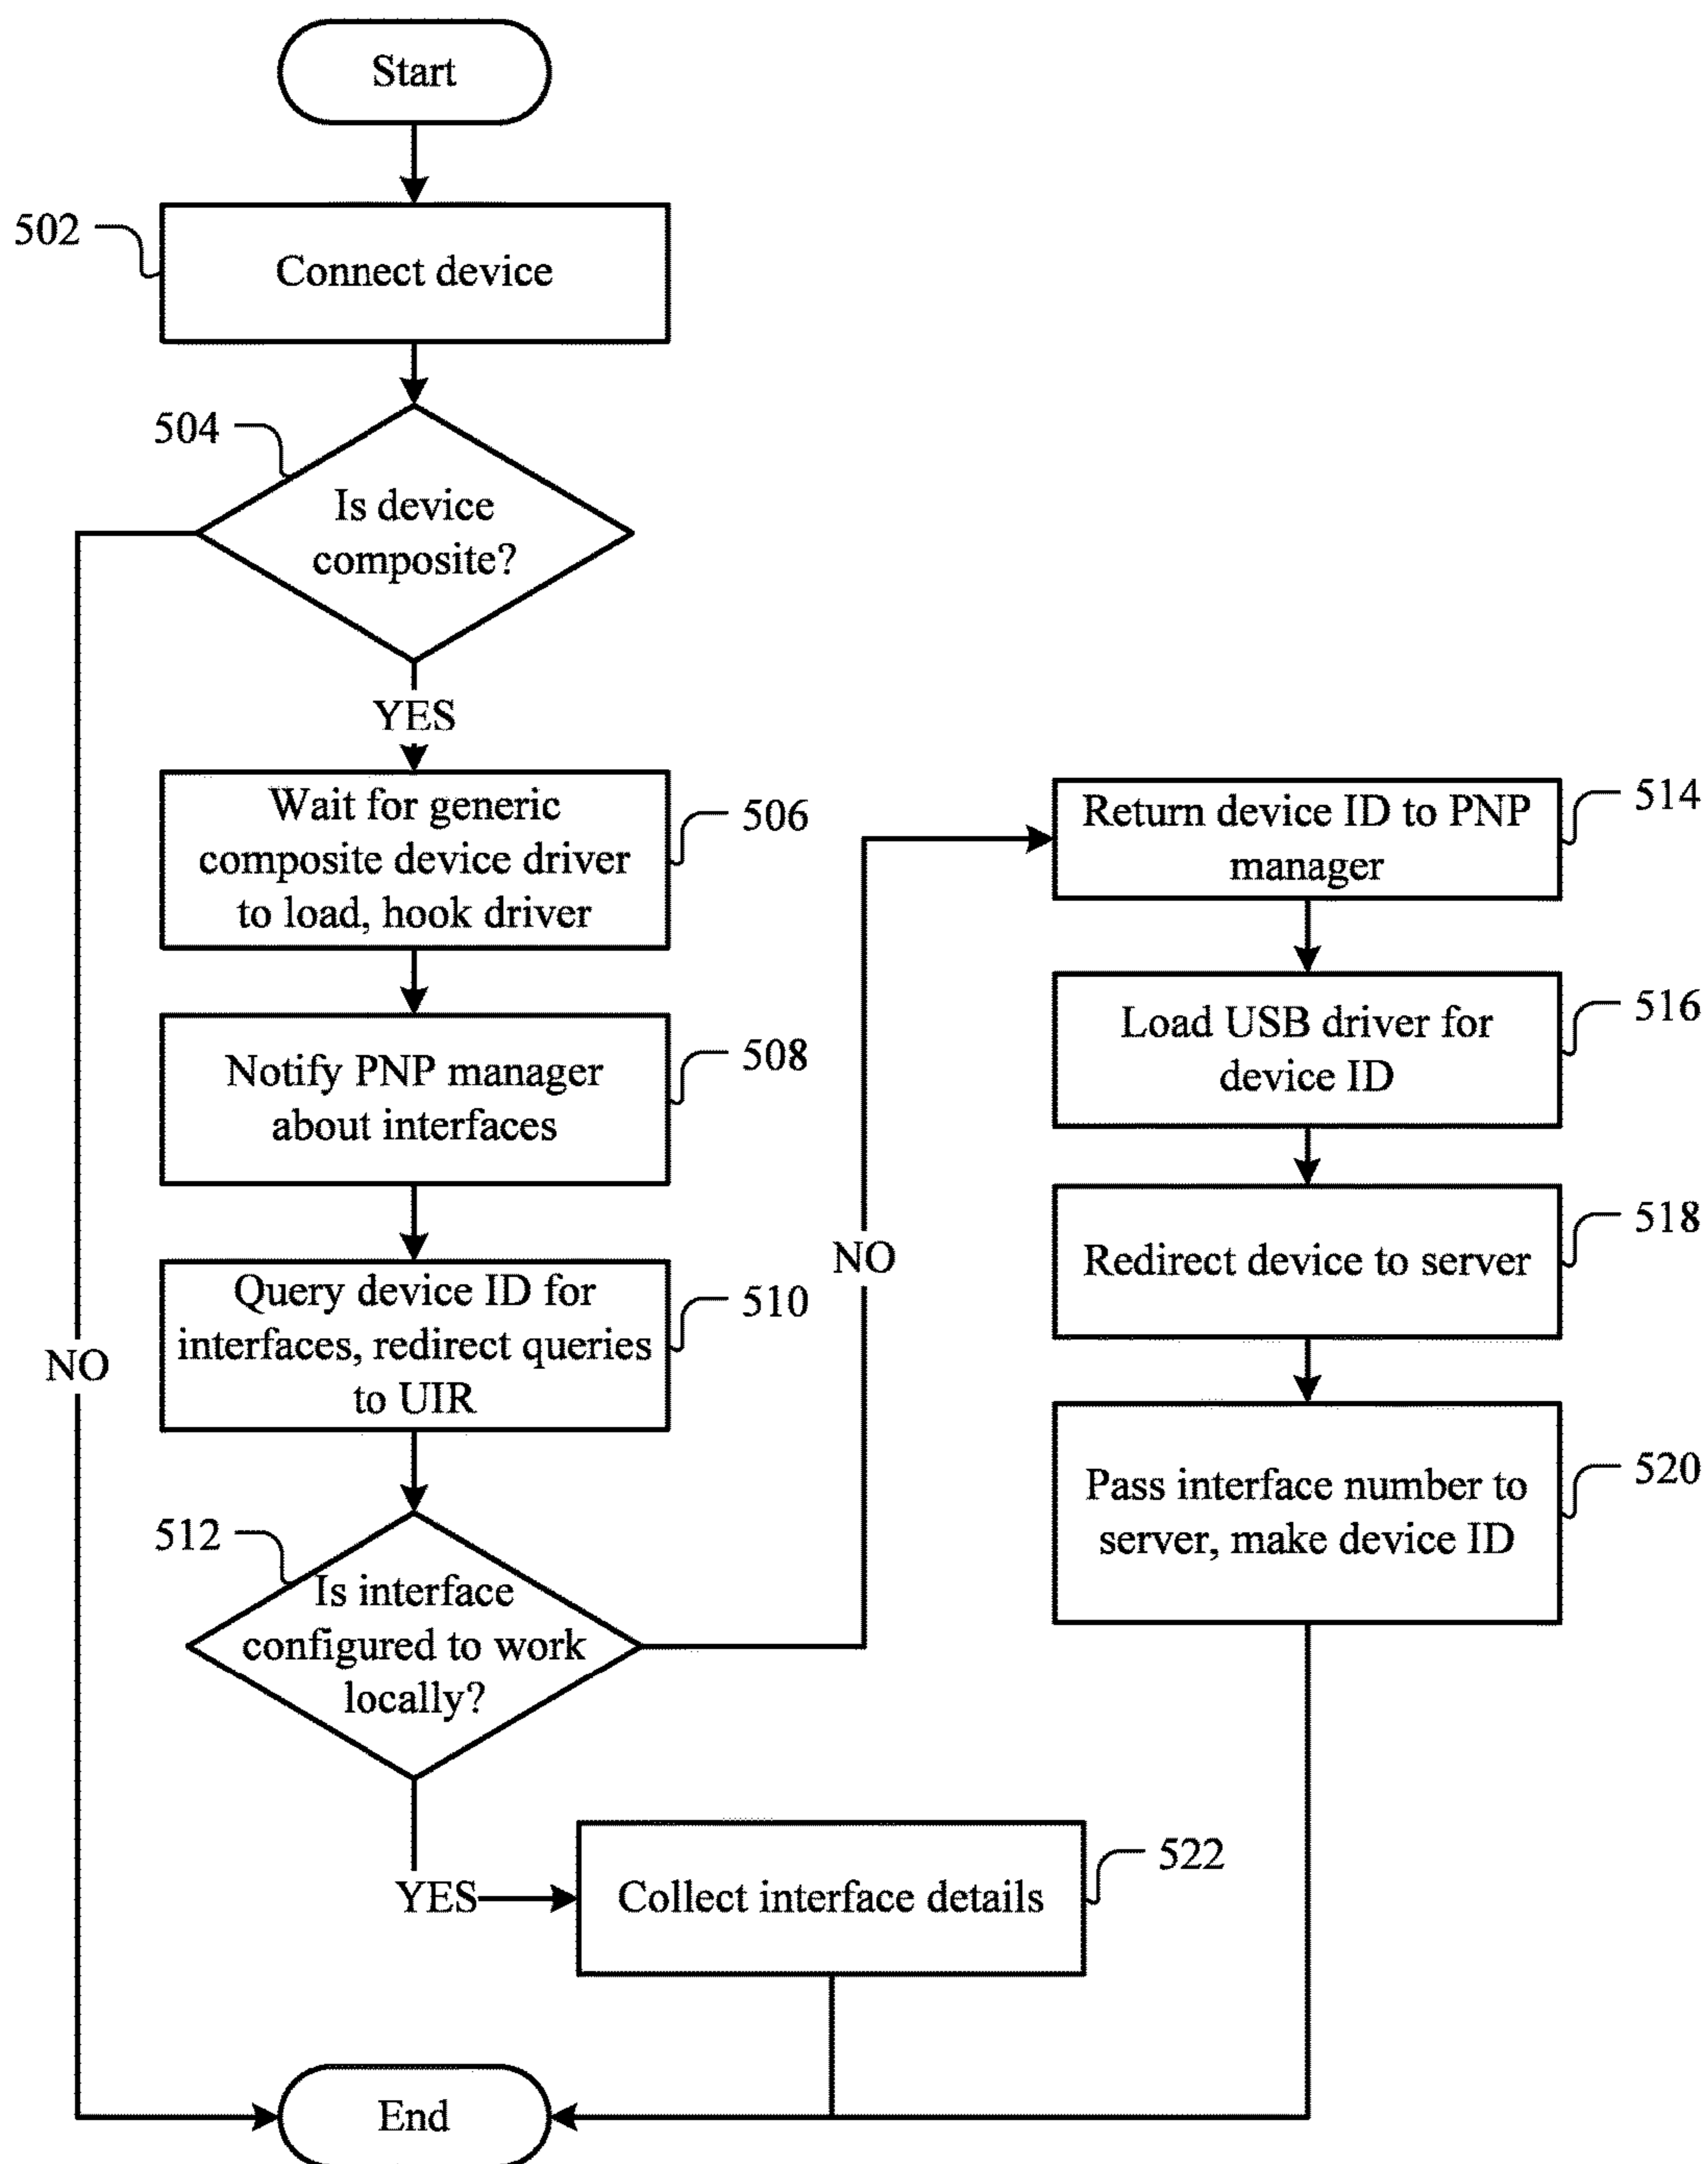 Start
502
Connect device
504
Is device
composite?
YES
506
Wait for generic
composite device driver
to load, hook driver
508
Notify PNP manager
about interfaces
510
Query device ID for
interfaces, redirect queries
to UIR
NO
512
Is interface
configured to work
locally?
NO
514
Return device ID to PNP
manager
516
Load USB driver for
device ID
518
Redirect device to server
520
Pass interface number to
server, make device ID
YES
522
Collect interface details
End